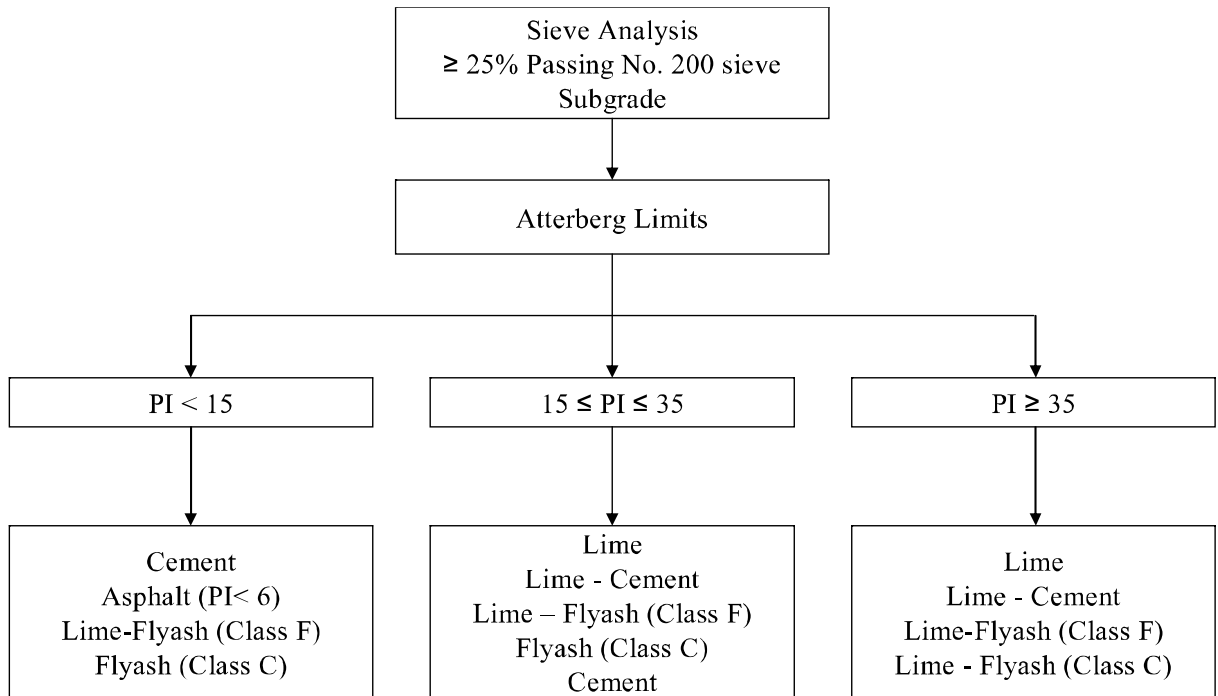 Sieve Analysis
≥ 25% Passing No. 200 sieve
Subgrade
Atterberg Limits
PI < 15
15 ≤ PI ≤ 35
PI ≥ 35
Cement
Asphalt (PI< 6)
Lime-Flyash (Class F)
Flyash (Class C)
Lime
Lime - Cement
Lime – Flyash (Class F)
Flyash (Class C)
Cement
Lime
Lime - Cement
Lime-Flyash (Class F)
Lime - Flyash (Class C)